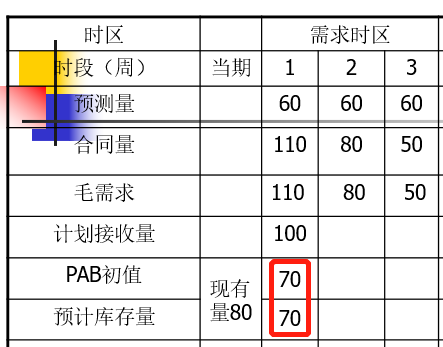 时区 需求时区
时段（周） 当期 1 2 3
预测量 60 60 60
合同量 110 80 50
毛需求 110 80 50
计划接收量 100
PAB初值 现有量80 70
预计库存量 70